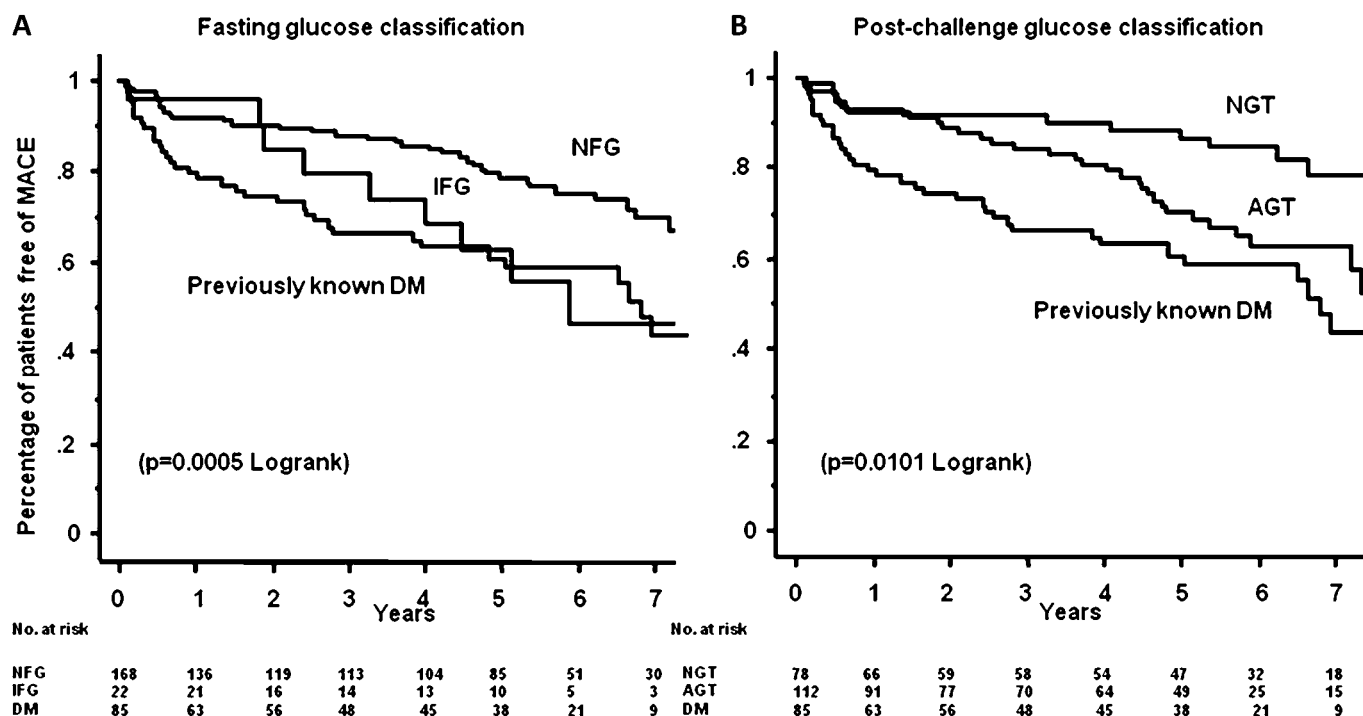 A Fasting glucose classification
Percentage of patients free of MACE
1
.8
.6
.4
.2
0
NFG
IFG
Previously known DM
(p=0.0005 Logrank)
0 1 2 3 4 5 6 7
Years
No. at risk
NFG 168 136 119 113 104 85 51 30
IFG 22 21 16 14 13 10 5 3
DM 85 63 56 48 45 38 21 9
B Post-challenge glucose classification
1
.8
.6
.4
.2
0
NGT
AGT
Previously known DM
(p=0.0101 Logrank)
0 1 2 3 4 5 6 7
Years
No. at risk
NGT 78 66 59 58 54 47 32 18
AGT 112 91 77 70 64 49 25 15
DM 85 63 56 48 45 38 21 9